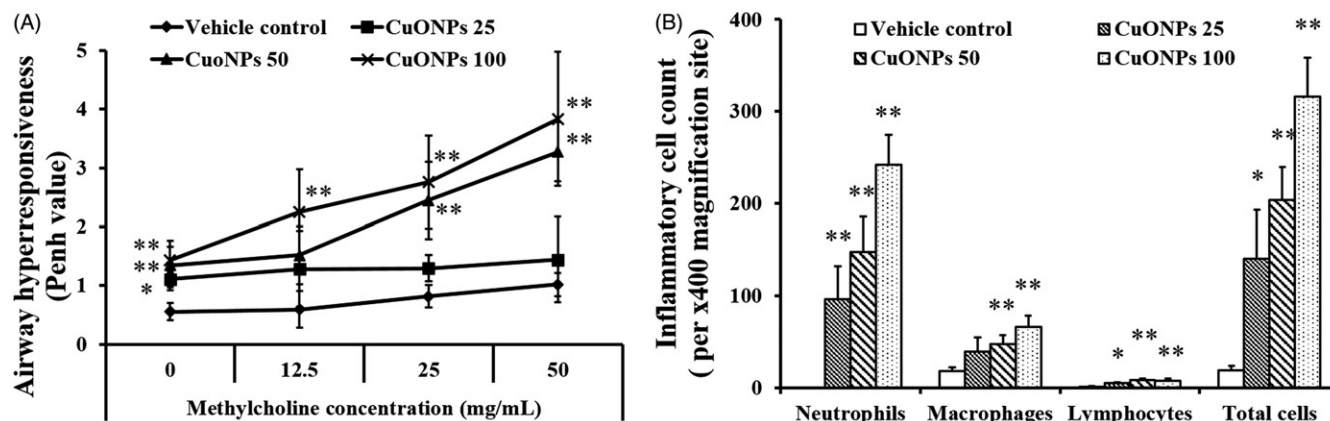 (A)
Vehicle control
CuONPs 25
CuoNPs 50
CuONPs 100
Airway hyperresponsiveness
(Penh value)
5
4
3
2
1
0
**
**
*
**
**
**
**
**
0 12.5 25 50
Methylcholine concentration (mg/mL)
(B)
Vehicle control
CuONPs 25
CuONPs 50
CuONPs 100
Inflammatory cell count
( per x400 magnification site)
400
300
200
100
0
**
**
**
**
**
*
**
**
*
**
**
Neutrophils Macrophages Lymphocytes Total cells